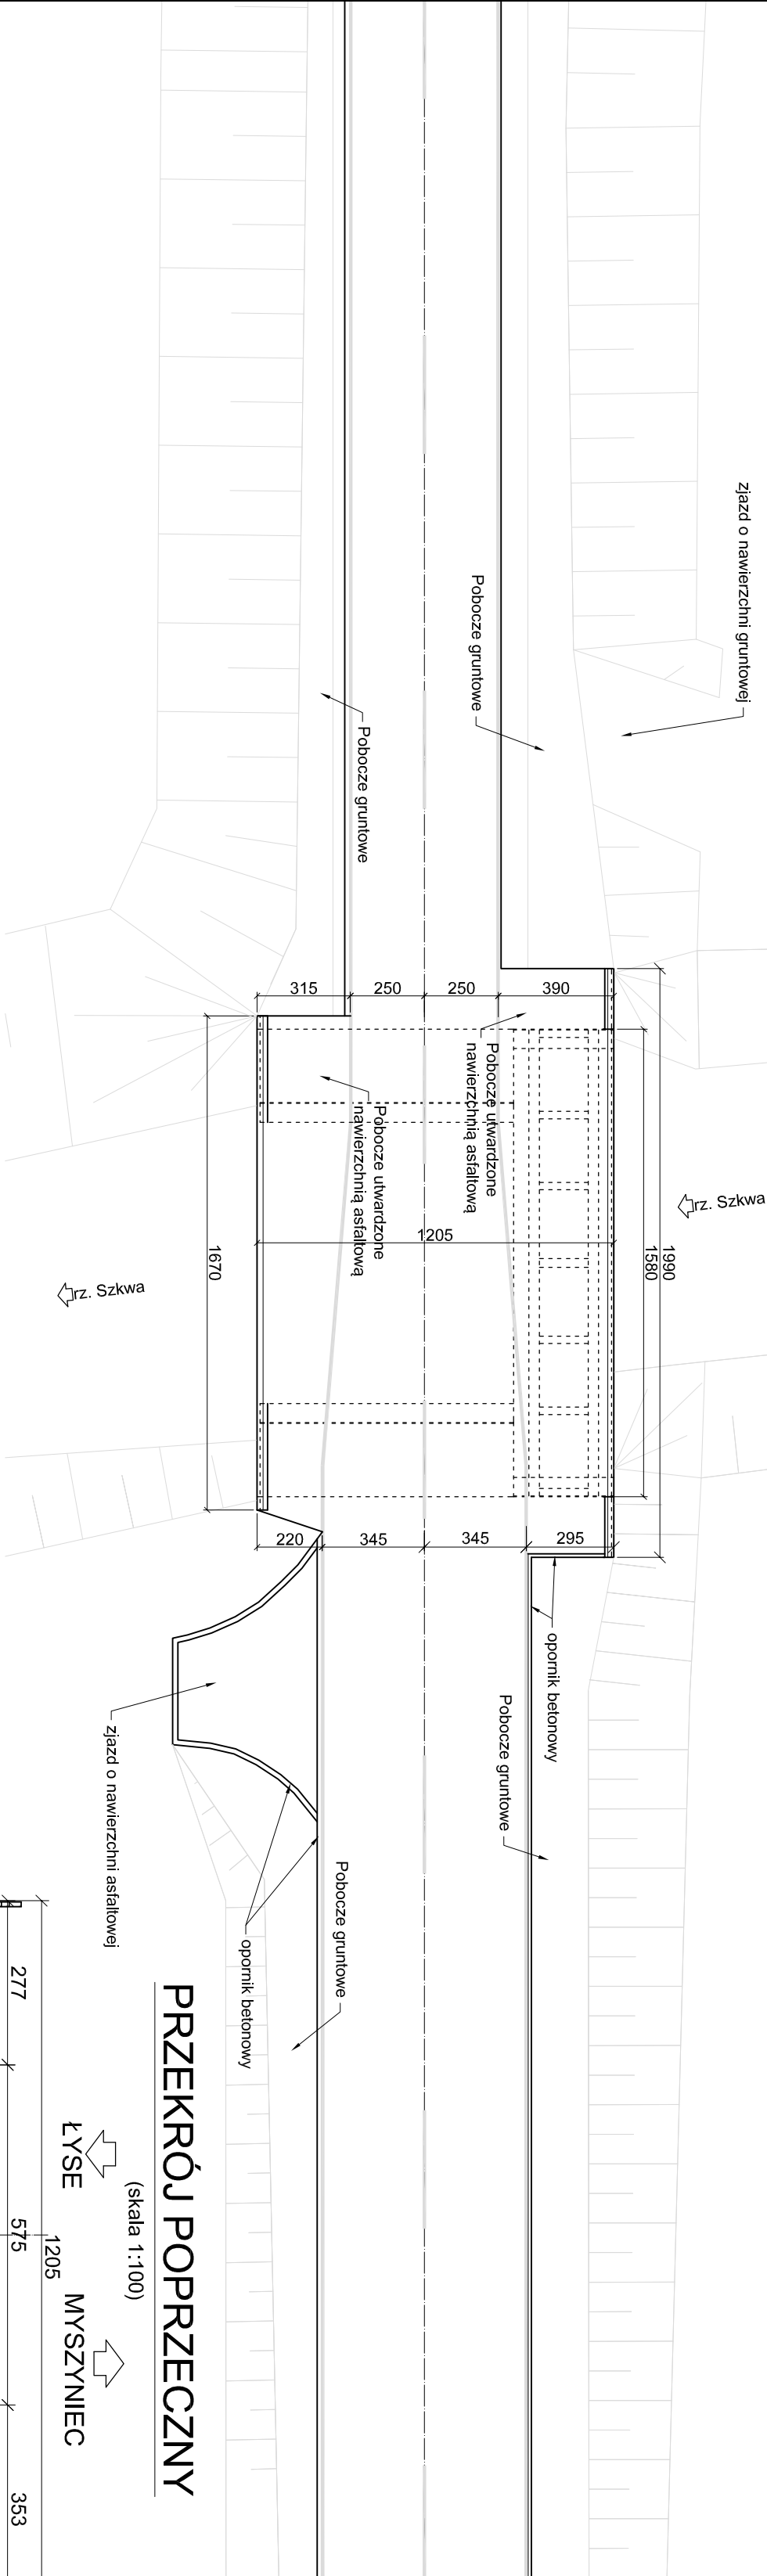 zjazd o nawierzchni gruntowej
Pobocze gruntowe
Pobocze gruntowe
315
250
250
390
Pobocze utwardzone
nawierzchnią asfaltową
Pobocze utwardzone
nawierzchnią asfaltową
rz. Szkwa
1205
1990
1580
1670
rz. Szkwa
220
345
345
295
opornik betonowy
Pobocze gruntowe
zjazd o nawierzchni asfaltowej
Pobocze gruntowe
opornik betonowy
PRZEKRÓJ POPRZECZNY
(skala 1:100)
ŁYSE
MYSZYNIEC
1205
277
575
353